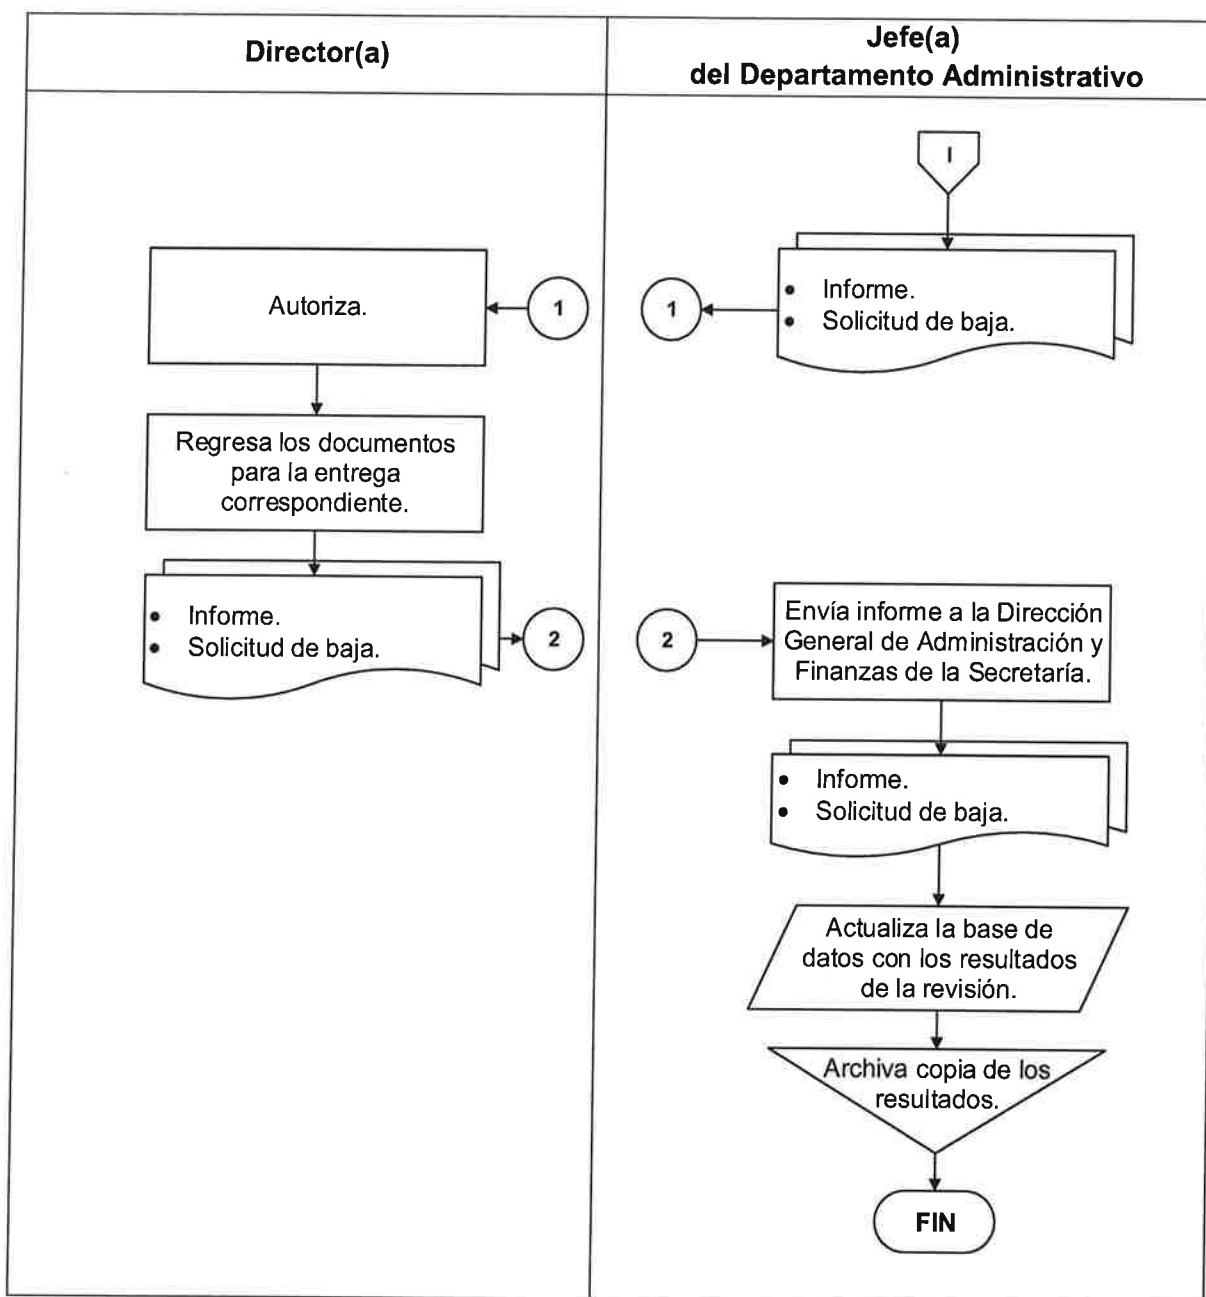 Director(a)
Jefe(a)
del Departamento Administrativo
I
• Informe.
• Solicitud de baja.
1
1
Autoriza.
Regresa los documentos
para la entrega
correspondiente.
• Informe.
• Solicitud de baja.
2
2
Envía informe a la Dirección
General de Administración y
Finanzas de la Secretaría.
• Informe.
• Solicitud de baja.
Actualiza la base de
datos con los resultados
de la revisión.
Archiva copia de los
resultados.
FIN